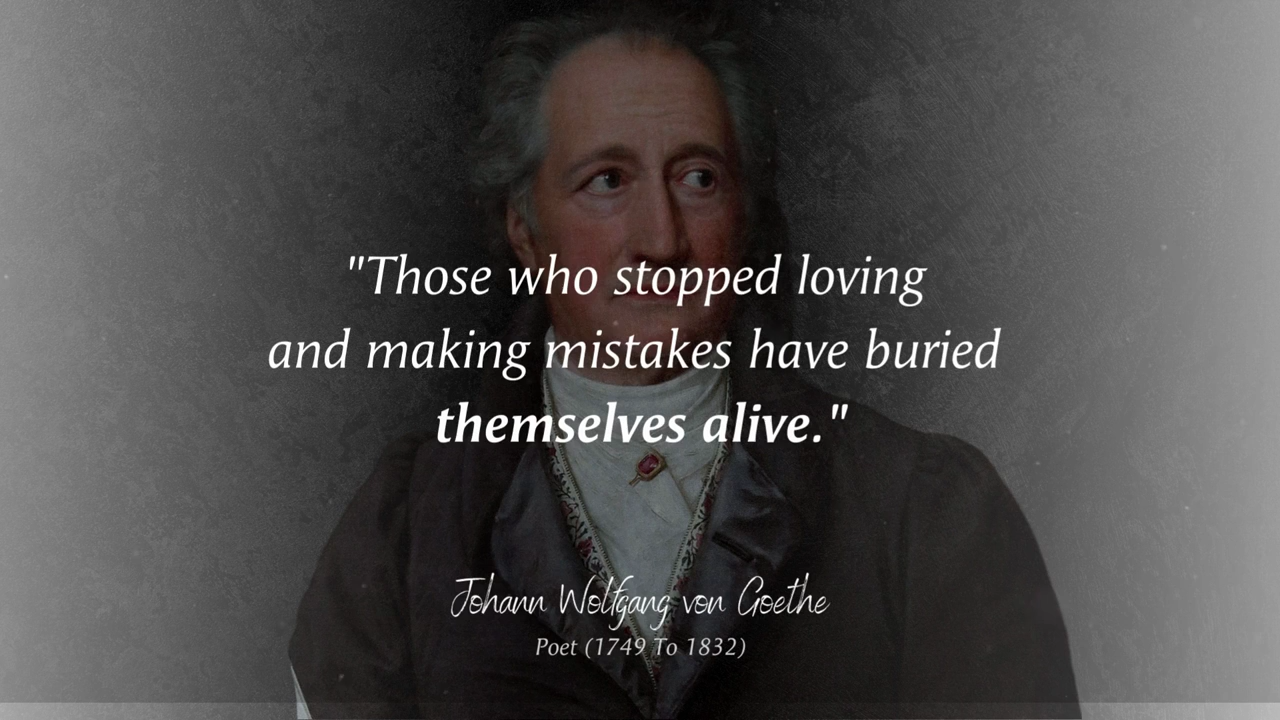 "Those who stopped loving
and making mistakes have buried
themselves alive."
Johann Wolfgang von Goethe
Poet (1749 To 1832)